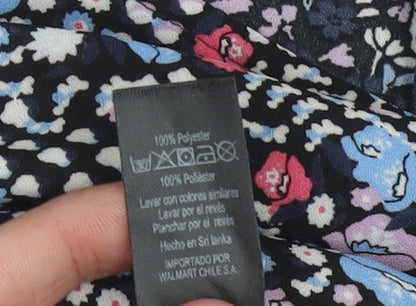 100% Polyester
30
100% Poliéster
Lavar con colores similares
Lavar por el revés
Planchar por el revés
Hecho en Sri lanka
IMPORTADO POR
WALMART CHILE S.A.